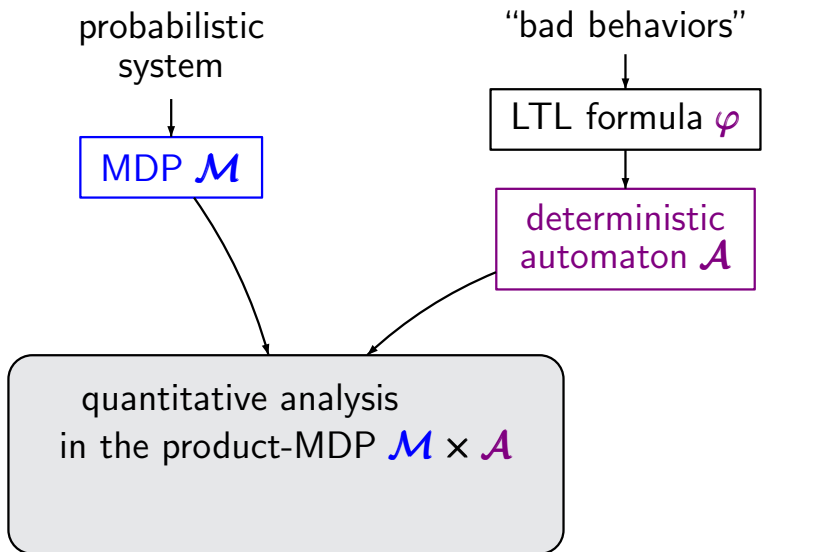 probabilistic
system
MDP 𝓜
“bad behaviors”
LTL formula φ
deterministic
automaton 𝓐
quantitative analysis
in the product-MDP 𝓜 × 𝓐